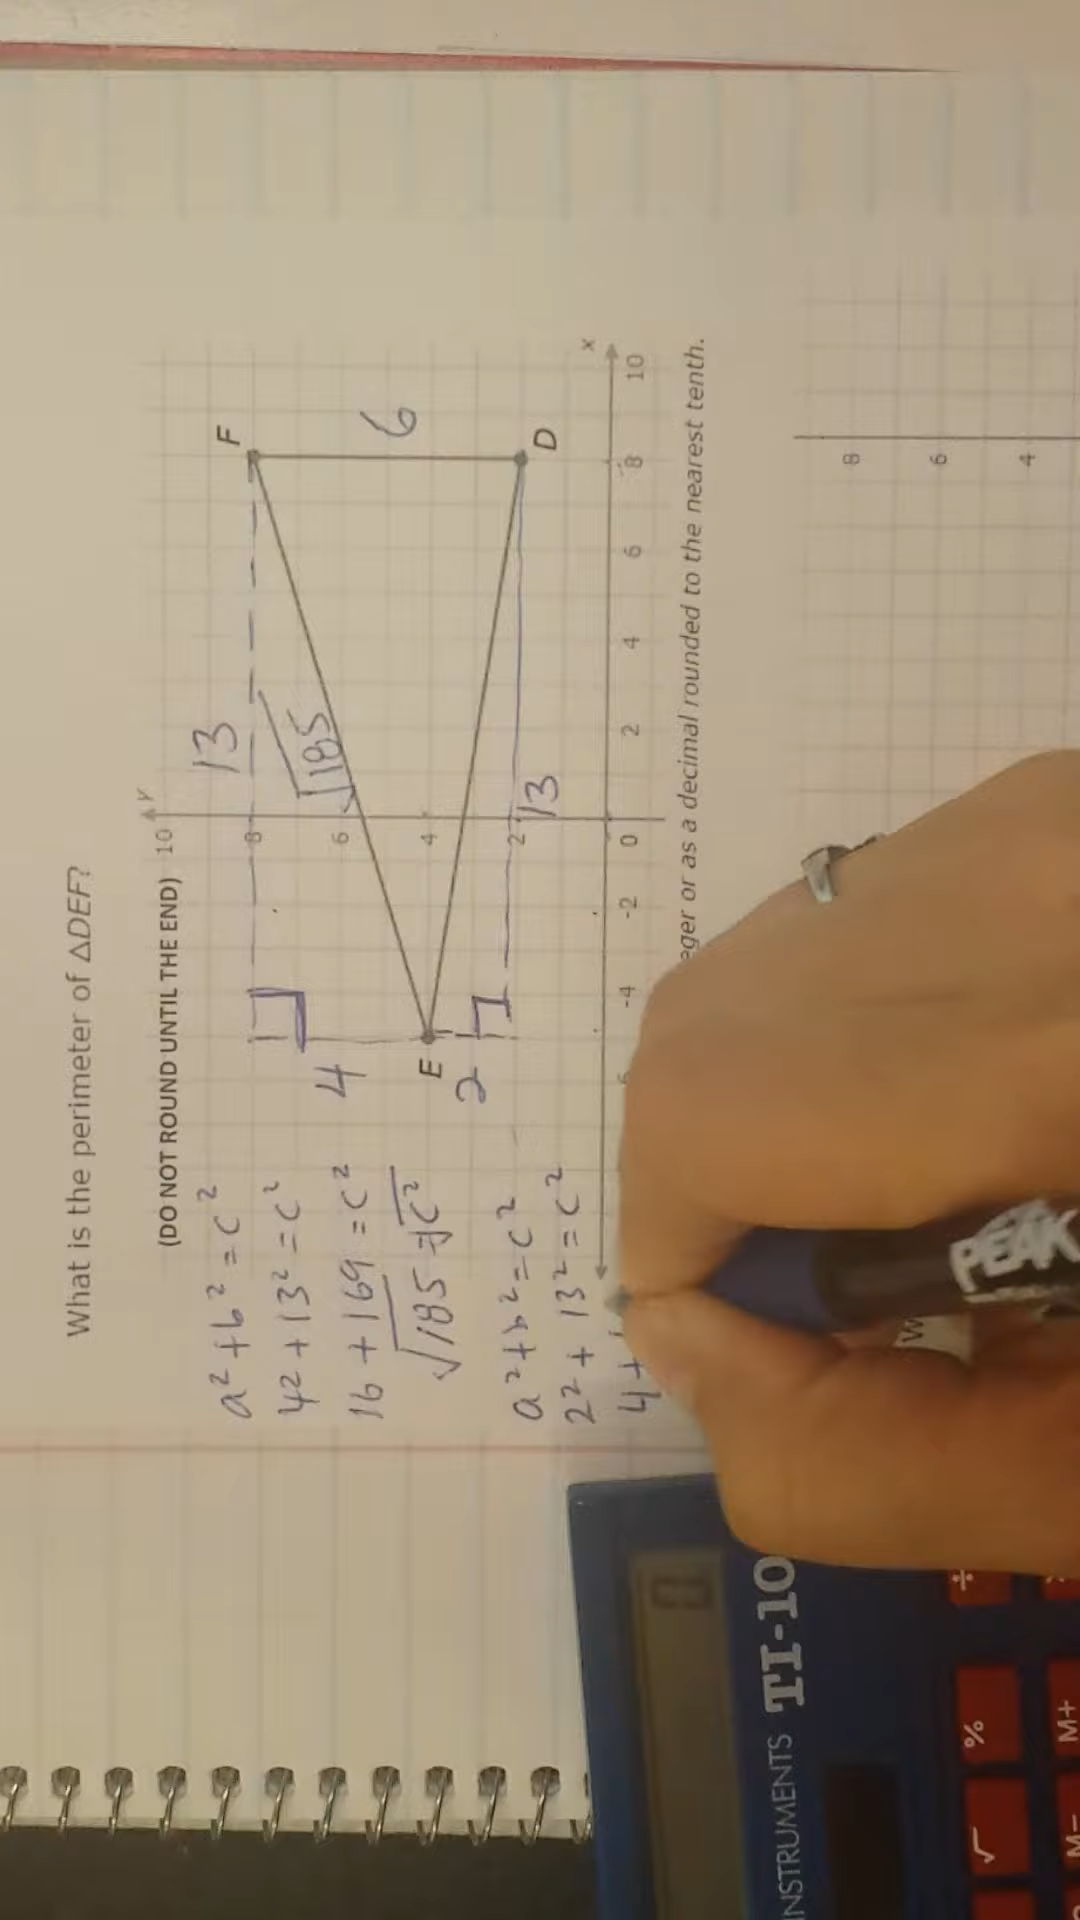 What is the perimeter of △DEF?
(DO NOT ROUND UNTIL THE END)
y
10
8
6
4
2
0
-4
-2
2
4
6
8
10
x
F
E
D
13
√185
6
4
2
13
a² + b² = c²
4² + 13² = c²
16 + 169 = c²
√185 = √c²
a² + b² = c²
2² + 13² = c²
4 +
or as a decimal rounded to the nearest tenth.
8
6
4
PEAK
TI-10
INSTRUMENTS
0
÷
%
M+
√
M-